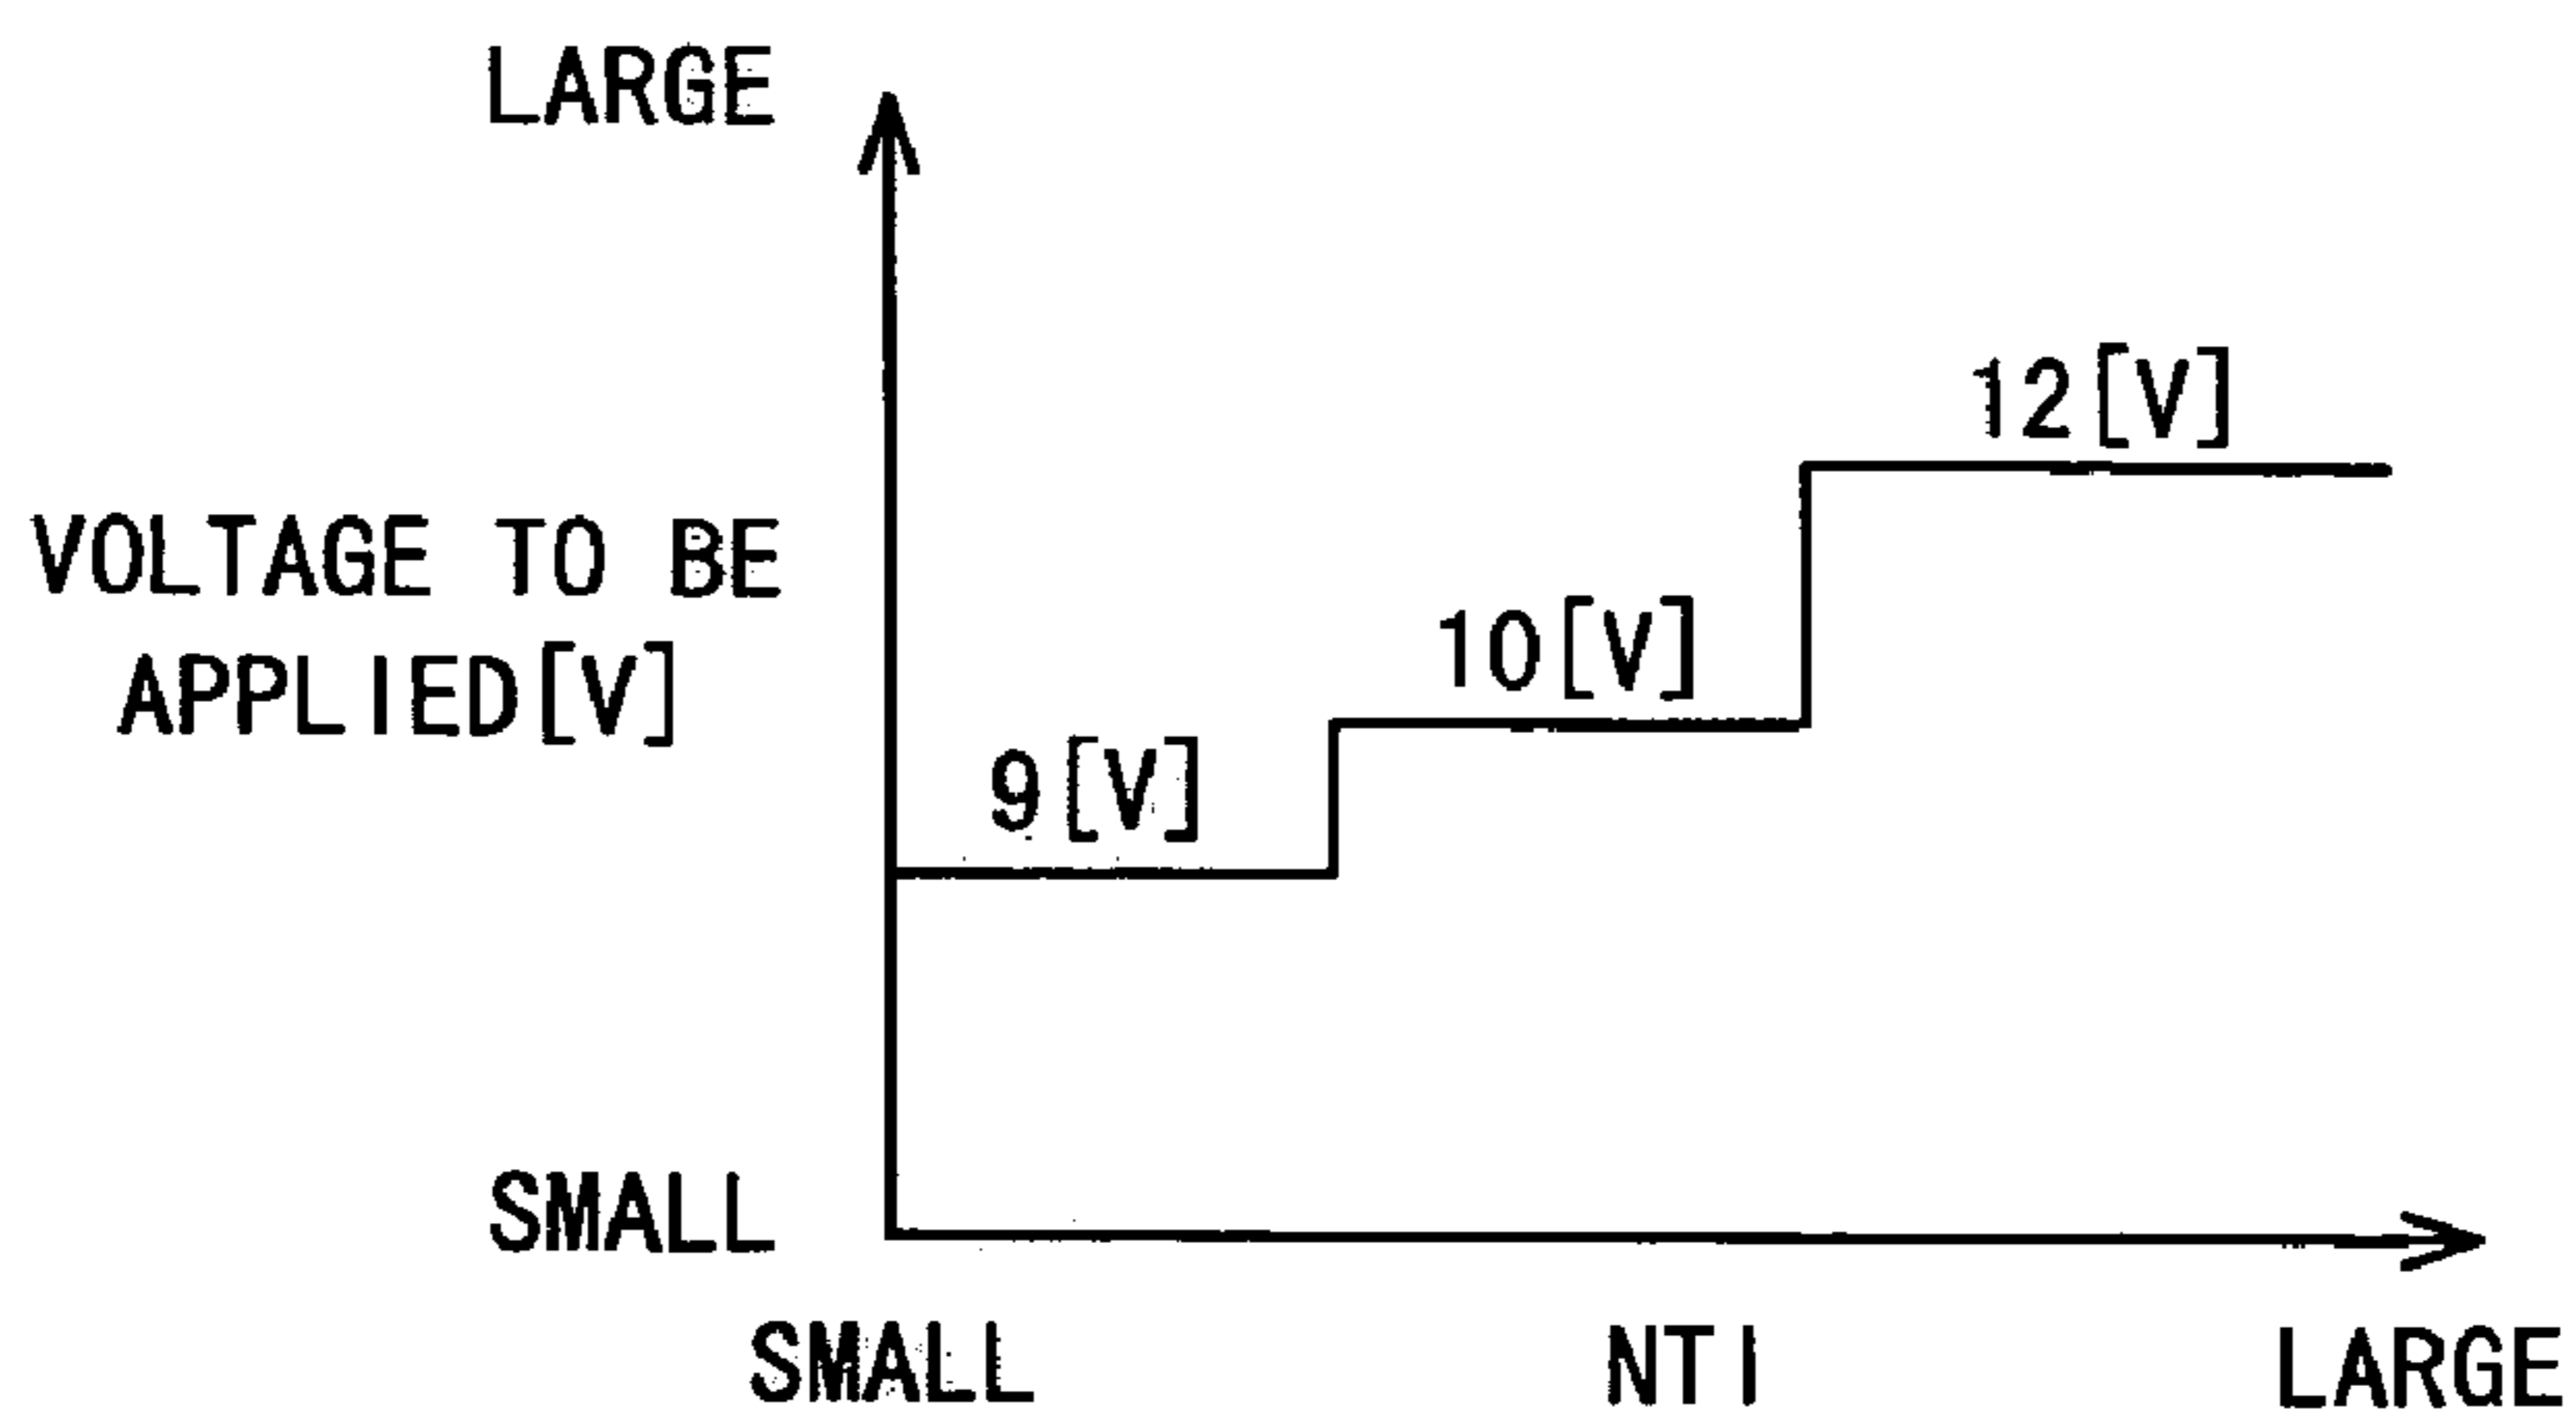 LARGE
12[V]
VOLTAGE TO BE
APPLIED[V]
10[V]
9[V]
SMALL
SMALL NTI LARGE